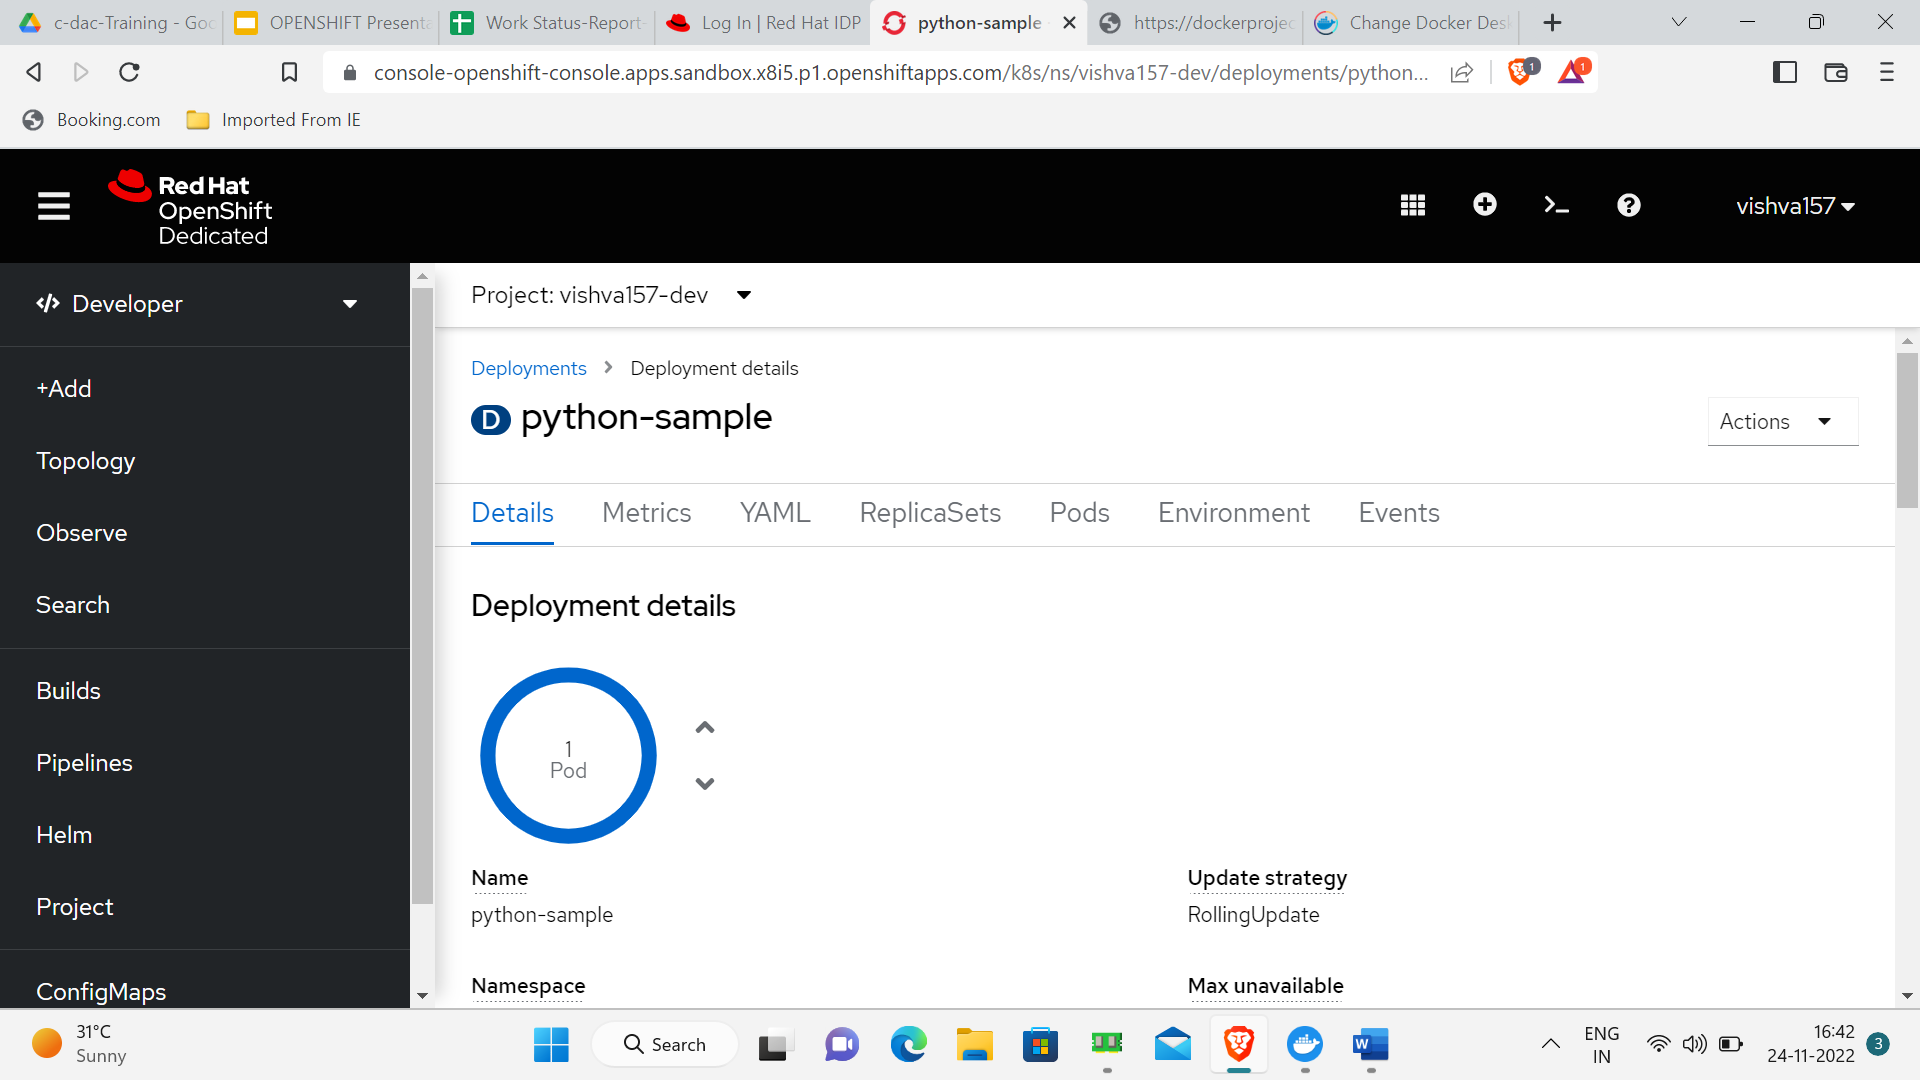 c-dac-Training - Goo
OPENSHIFT Presenta
Work Status-Report-
Log In | Red Hat IDP
python-sample
https://dockerprojec
Change Docker Des
console-openshift-console.apps.sandbox.x8i5.p1.openshiftapps.com/k8s/ns/vishva157-dev/deployments/python...
1
1
Booking.com
Imported From IE
Red Hat
OpenShift
Dedicated
vishva157
Developer
Project: vishva157-dev
Deployments
Deployment details
+Add
D python-sample
Actions
Topology
Details
Metrics
YAML
ReplicaSets
Pods
Environment
Events
Observe
Search
Deployment details
Builds
Pipelines
Helm
Project
ConfigMaps
1
Pod
Name
python-sample
Update strategy
RollingUpdate
Namespace
Max unavailable
31°C
Sunny
Search
ENG
IN
16:42
24-11-2022
3